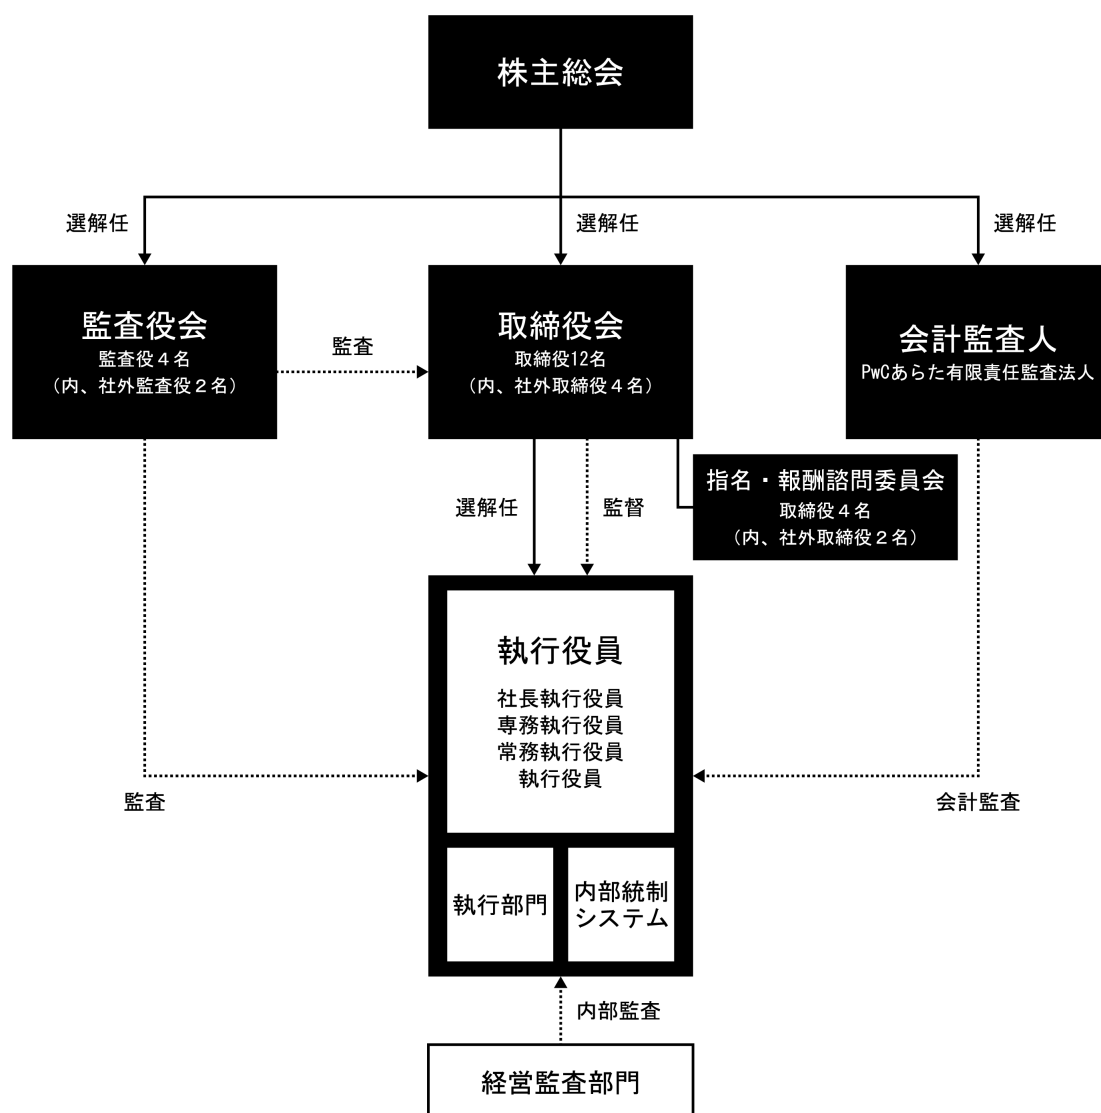 株主総会
選解任
選解任
選解任
監査役会
監査役４名
（内、社外監査役２名）
監査
取締役会
取締役12名
（内、社外取締役４名）
会計監査人
PwCあらた有限責任監査法人
選解任
監督
指名・報酬諮問委員会
取締役４名
（内、社外取締役２名）
執行役員
社長執行役員
専務執行役員
常務執行役員
執行役員
監査
会計監査
執行部門
内部統制
システム
内部監査
経営監査部門